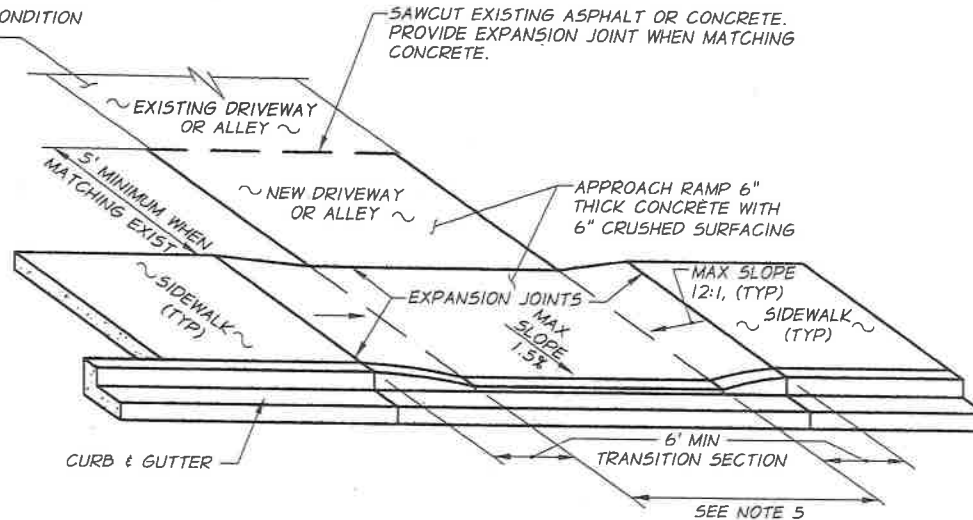 ONDITION
SAWCUT EXISTING ASPHALT OR CONCRETE.
PROVIDE EXPANSION JOINT WHEN MATCHING
CONCRETE.
~ EXISTING DRIVEWAY
OR ALLEY ~
5' MINIMUM WHEN
MATCHING EXIST
~ NEW DRIVEWAY
OR ALLEY ~
APPROACH RAMP 6"
THICK CONCRETE WITH
6" CRUSHED SURFACING
~ SIDEWALK ~
(TYP)
EXPANSION JOINTS
MAX
SLOPE
1.5%
MAX SLOPE
12:1, (TYP)
~ SIDEWALK ~
(TYP)
CURB & GUTTER
6' MIN
TRANSITION SECTION
SEE NOTE 5